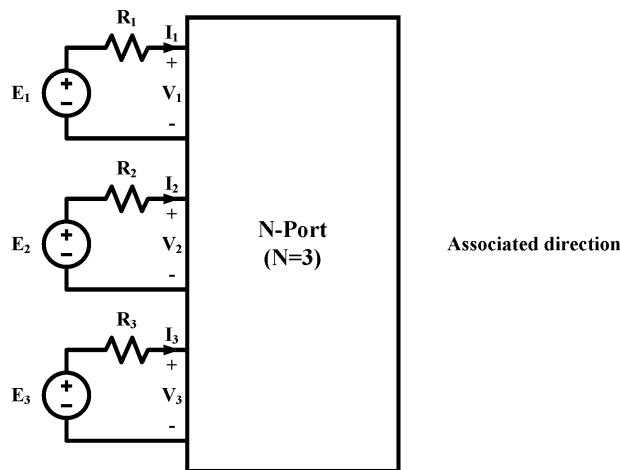 R1
I1
+
E1
+
−
V1
-
R2
I2
+
E2
+
−
V2
-
N-Port
(N=3)
Associated direction
R3
I3
+
E3
+
−
V3
-